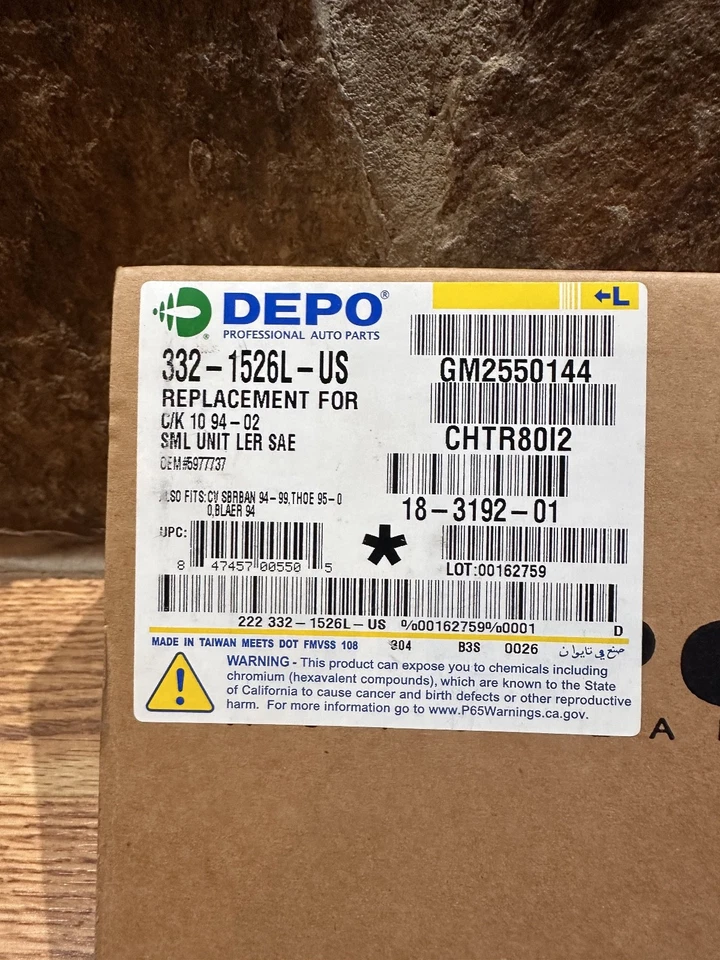 DEPO®
PROFESSIONAL AUTO PARTS
←L
332-1526L-US
REPLACEMENT FOR
C/K 10 94-02
SML UNIT LER SAE
OEM#5977737
LSO FITS:CV SBRBAN 94-99,THOE 95-0
0,BLAER 94
GM2550144
CHTR80I2
18-3192-01
UPC:
8 47457 00550 5
*
LOT:00162759
222 332-1526L-US %00162759%0001 D
MADE IN TAIWAN MEETS DOT FMVSS 108 304 B3S 0026 صنع في تايوان
WARNING - This product can expose you to chemicals including
chromium (hexavalent compounds), which are known to the State
of California to cause cancer and birth defects or other reproductive
harm. For more information go to www.P65Warnings.ca.gov.
A